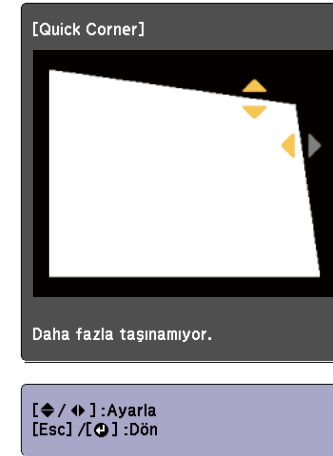 [Quick Corner]
Daha fazla taşınamıyor.
[◆/◆] :Ayarla
[Esc] /[↵] :Dön